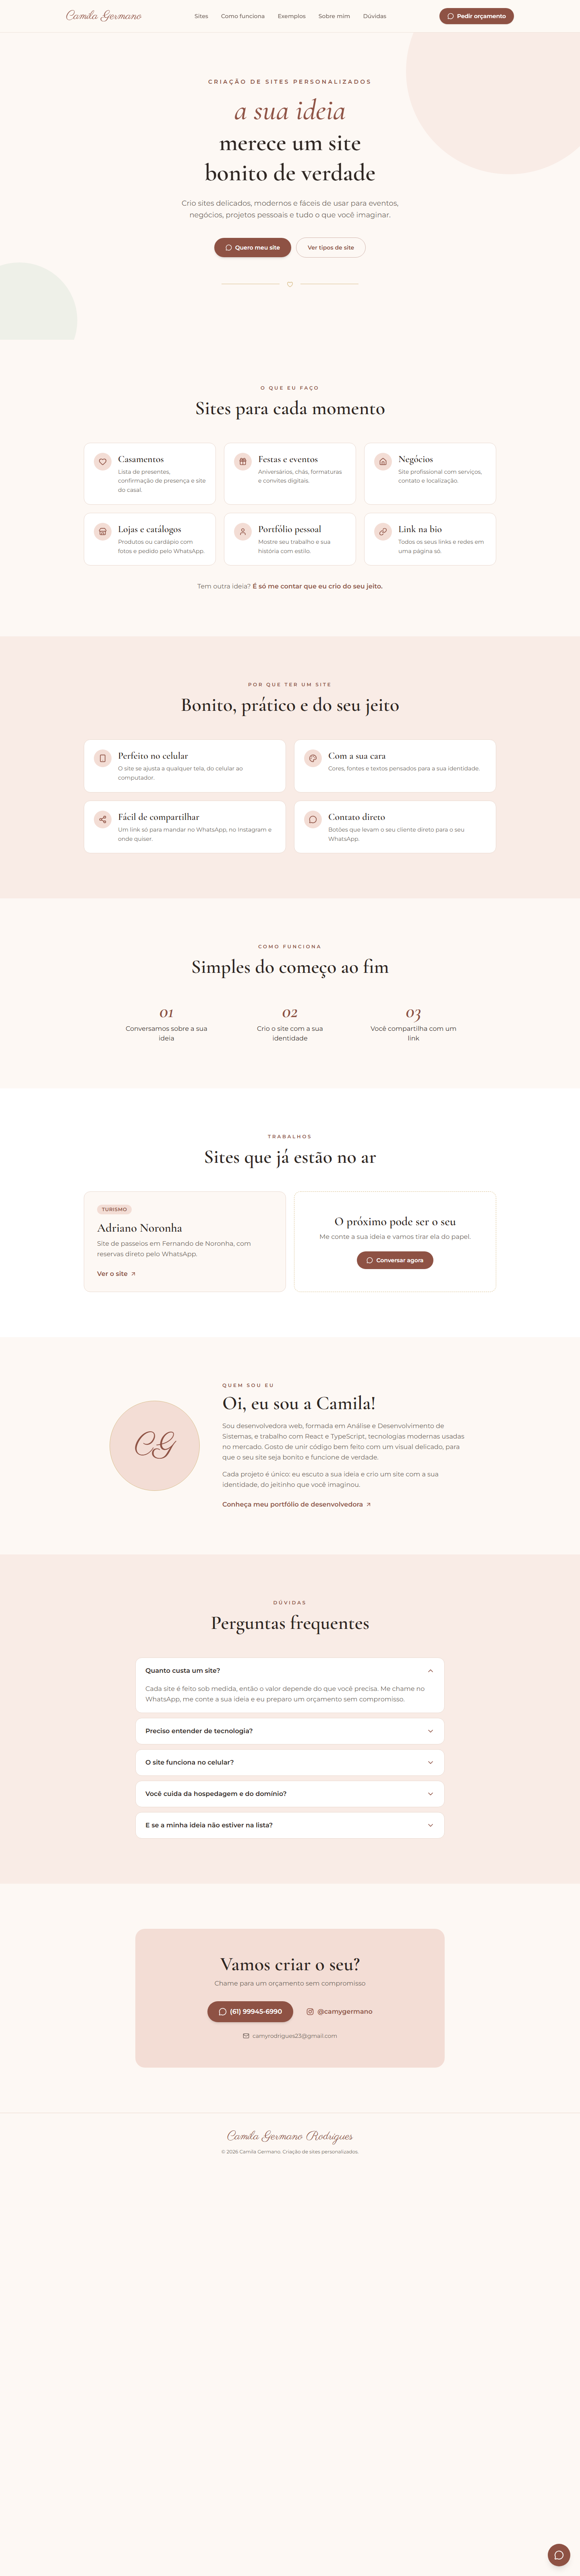 Camila Germano
Sites
Como funciona
Exemplos
Sobre mim
Dúvidas
Pedir orçamento
CRIAÇÃO DE SITES PERSONALIZADOS
a sua ideia
merece um site
bonito de verdade
Crio sites delicados, modernos e fáceis de usar para eventos,
negócios, projetos pessoais e tudo o que você imaginar.
Quero meu site
Ver tipos de site
O QUE EU FAÇO
Sites para cada momento
Casamentos
Lista de presentes,
confirmação de presença e site
do casal.
Festas e eventos
Aniversários, chás, formaturas
e convites digitais.
Negócios
Site profissional com serviços,
contato e localização.
Lojas e catálogos
Produtos ou cardápio com
fotos e pedido pelo WhatsApp.
Portfólio pessoal
Mostre seu trabalho e sua
história com estilo.
Link na bio
Todos os seus links e redes em
uma página só.
Tem outra ideia? É só me contar que eu crio do seu jeito.
POR QUE TER UM SITE
Bonito, prático e do seu jeito
Perfeito no celular
O site se ajusta a qualquer tela, do celular ao
computador.
Com a sua cara
Cores, fontes e textos pensados para a sua identidade.
Fácil de compartilhar
Um link só para mandar no WhatsApp, no Instagram e
onde quiser.
Contato direto
Botões que levam o seu cliente direto para o seu
WhatsApp.
COMO FUNCIONA
Simples do começo ao fim
01
Conversamos sobre a sua
ideia
02
Crio o site com a sua
identidade
03
Você compartilha com um
link
TRABALHOS
Sites que já estão no ar
TURISMO
Adriano Noronha
Site de passeios em Fernando de Noronha, com
reservas direto pelo WhatsApp.
Ver o site
O próximo pode ser o seu
Me conte a sua ideia e vamos tirar ela do papel.
Conversar agora
CG
QUEM SOU EU
Oi, eu sou a Camila!
Sou desenvolvedora web, formada em Análise e Desenvolvimento de
Sistemas, e trabalho com React e TypeScript, tecnologias modernas usadas
no mercado. Gosto de unir código bem feito com um visual delicado, para
que o seu site seja bonito e funcione de verdade.
Cada projeto é único: eu escuto a sua ideia e crio um site com a sua
identidade, do jeitinho que você imaginou.
Conheça meu portfólio de desenvolvedora
DÚVIDAS
Perguntas frequentes
Quanto custa um site?
Cada site é feito sob medida, então o valor depende do que você precisa. Me chame no
WhatsApp, me conte a sua ideia e eu preparo um orçamento sem compromisso.
Preciso entender de tecnologia?
O site funciona no celular?
Você cuida da hospedagem e do domínio?
E se a minha ideia não estiver na lista?
Vamos criar o seu?
Chame para um orçamento sem compromisso
(61) 99945-6990
@camygermano
camyrodrigues23@gmail.com
Camila Germano Rodrigues
© 2026 Camila Germano. Criação de sites personalizados.